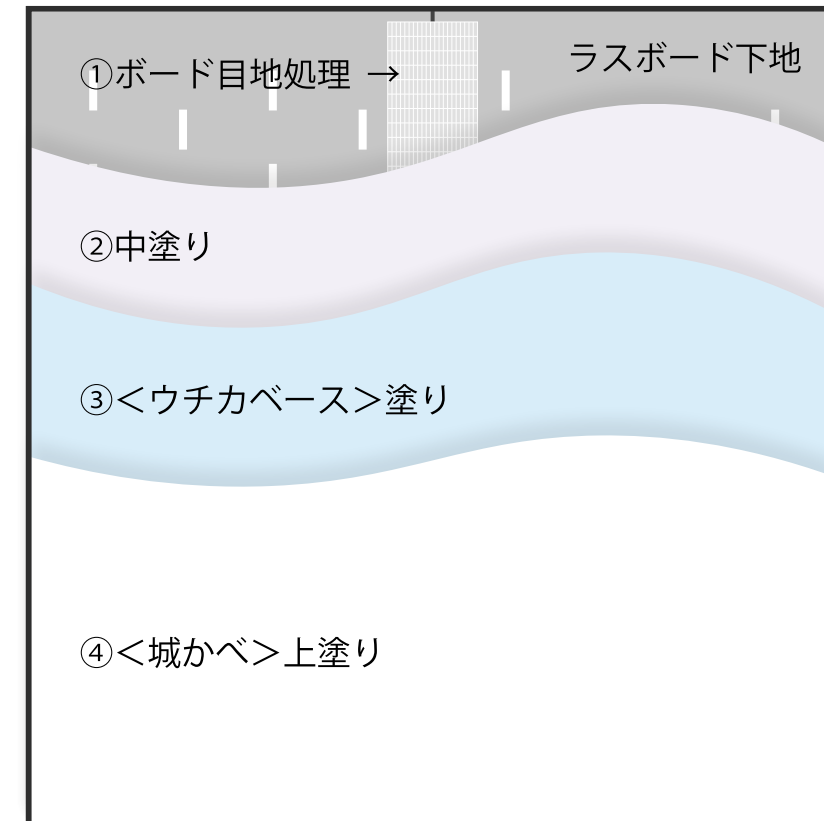 ①ボード目地処理 →
ラスボード下地
②中塗り
③＜ウチカベース＞塗り
④＜城かべ＞上塗り